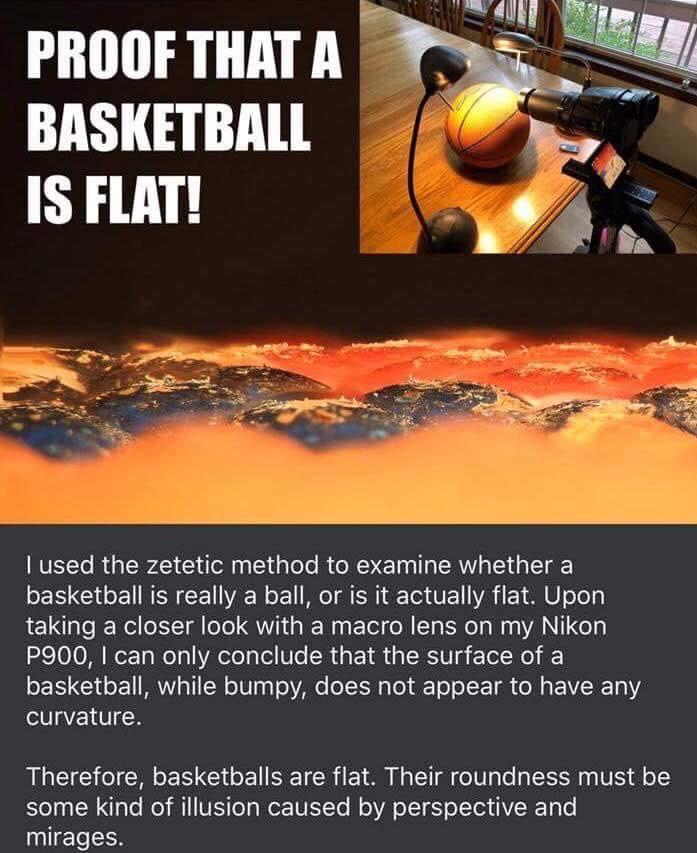 PROOF THAT A
BASKETBALL
IS FLAT!
I used the zetetic method to examine whether a
basketball is really a ball, or is it actually flat. Upon
taking a closer look with a macro lens on my Nikon
P900, I can only conclude that the surface of a
basketball, while bumpy, does not appear to have any
curvature.
Therefore, basketballs are flat. Their roundness must be
some kind of illusion caused by perspective and
mirages.